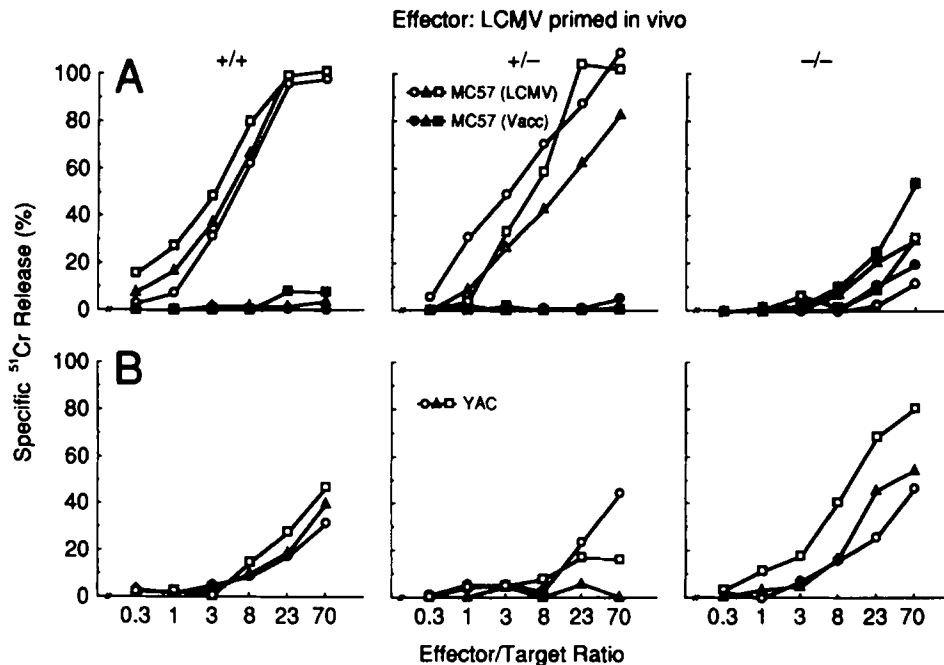 Effector: LCMV primed in vivo
A
+/+
+/−
−/−
MC57 (LCMV)
MC57 (Vacc)
100
80
60
40
20
0
B
YAC
100
80
60
40
20
0
Specific ⁵¹Cr Release (%)
0.3 1 3 8 23 70
0.3 1 3 8 23 70
0.3 1 3 8 23 70
Effector/Target Ratio